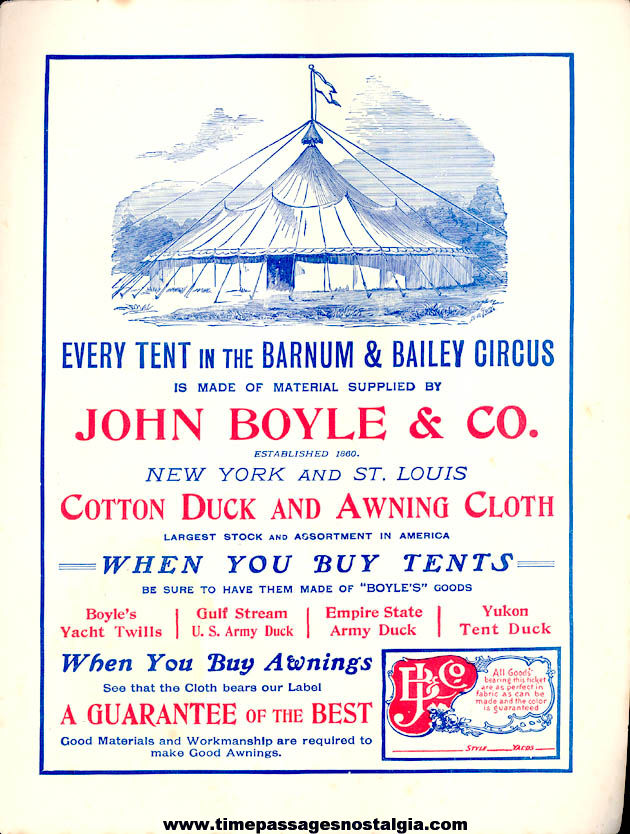 EVERY TENT IN THE BARNUM & BAILEY CIRCUS
IS MADE OF MATERIAL SUPPLIED BY
JOHN BOYLE & CO.
ESTABLISHED 1860.
NEW YORK AND ST. LOUIS
COTTON DUCK AND AWNING CLOTH
LARGEST STOCK AND ASSORTMENT IN AMERICA
WHEN YOU BUY TENTS
BE SURE TO HAVE THEM MADE OF "BOYLE'S" GOODS
Boyle's
Yacht Twills
Gulf Stream
U. S. Army Duck
Empire State
Army Duck
Yukon
Tent Duck
When You Buy Awnings
See that the Cloth bears our Label
A GUARANTEE OF THE BEST
Good Materials and Workmanship are required to
make Good Awnings.
JB & Co
All Goods
bearing this ticket
are as perfect in
fabric as can be
made and the color
is guaranteed
STYLE YARDS
www.timepassagesnostalgia.com